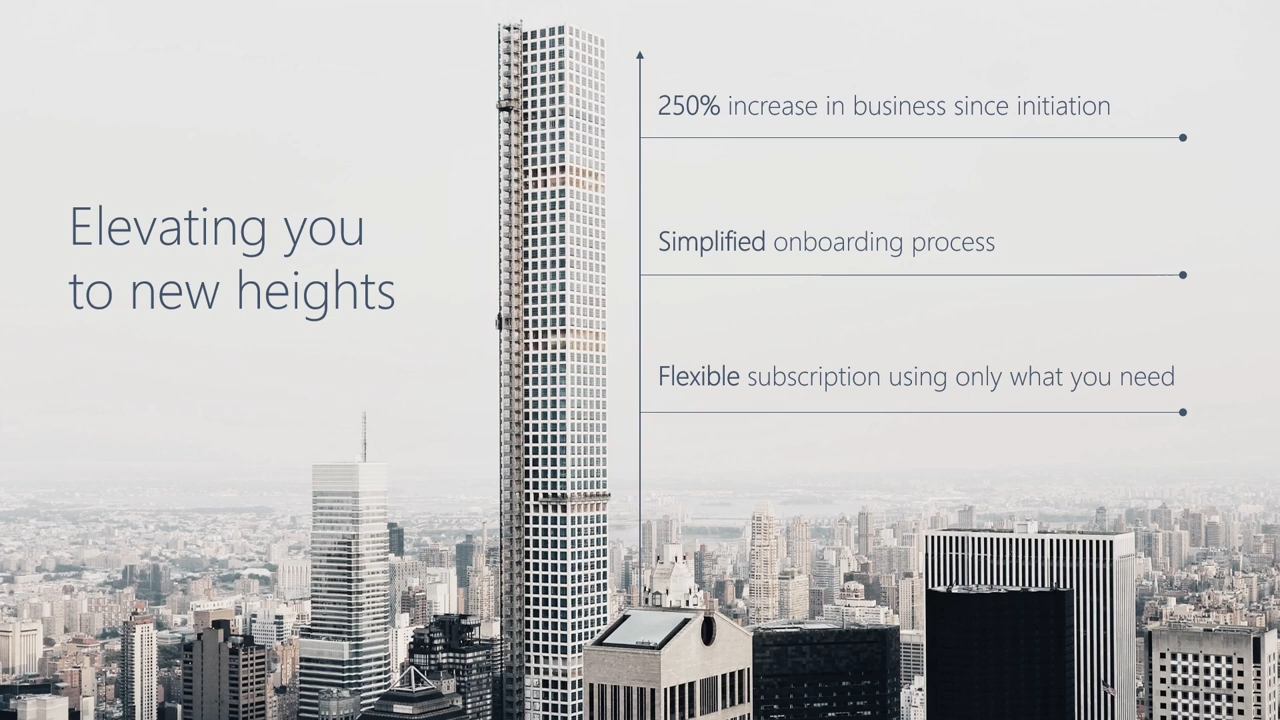 Elevating you
to new heights
250% increase in business since initiation
Simplified onboarding process
Flexible subscription using only what you need